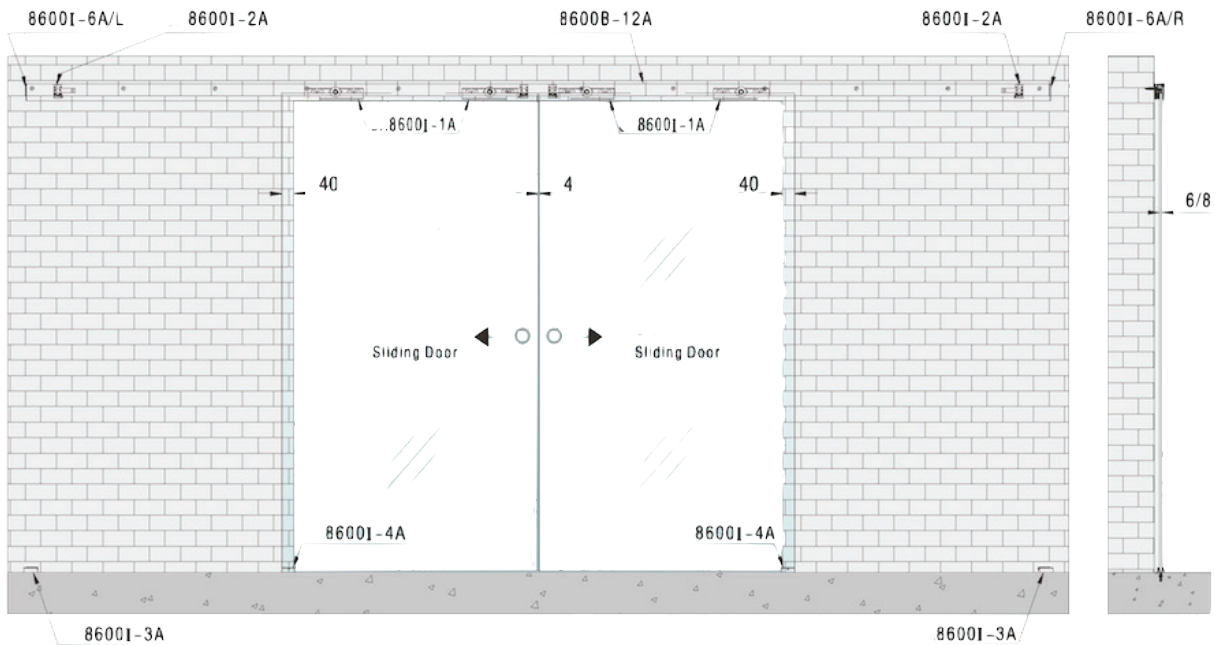 8600I-6A/L 8600I-2A 8600B-12A 8600I-2A 8600I-6A/R
8600I-1A 8600I-1A
40 4 40
6/8
Sliding Door Sliding Door
8600I-4A 8600I-4A
8600I-3A 8600I-3A